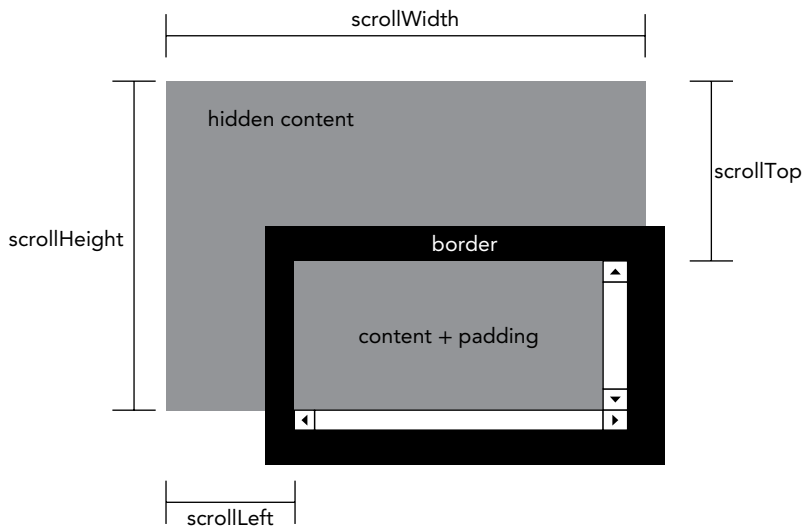 scrollWidth
hidden content
scrollTop
scrollHeight
border
content + padding
scrollLeft